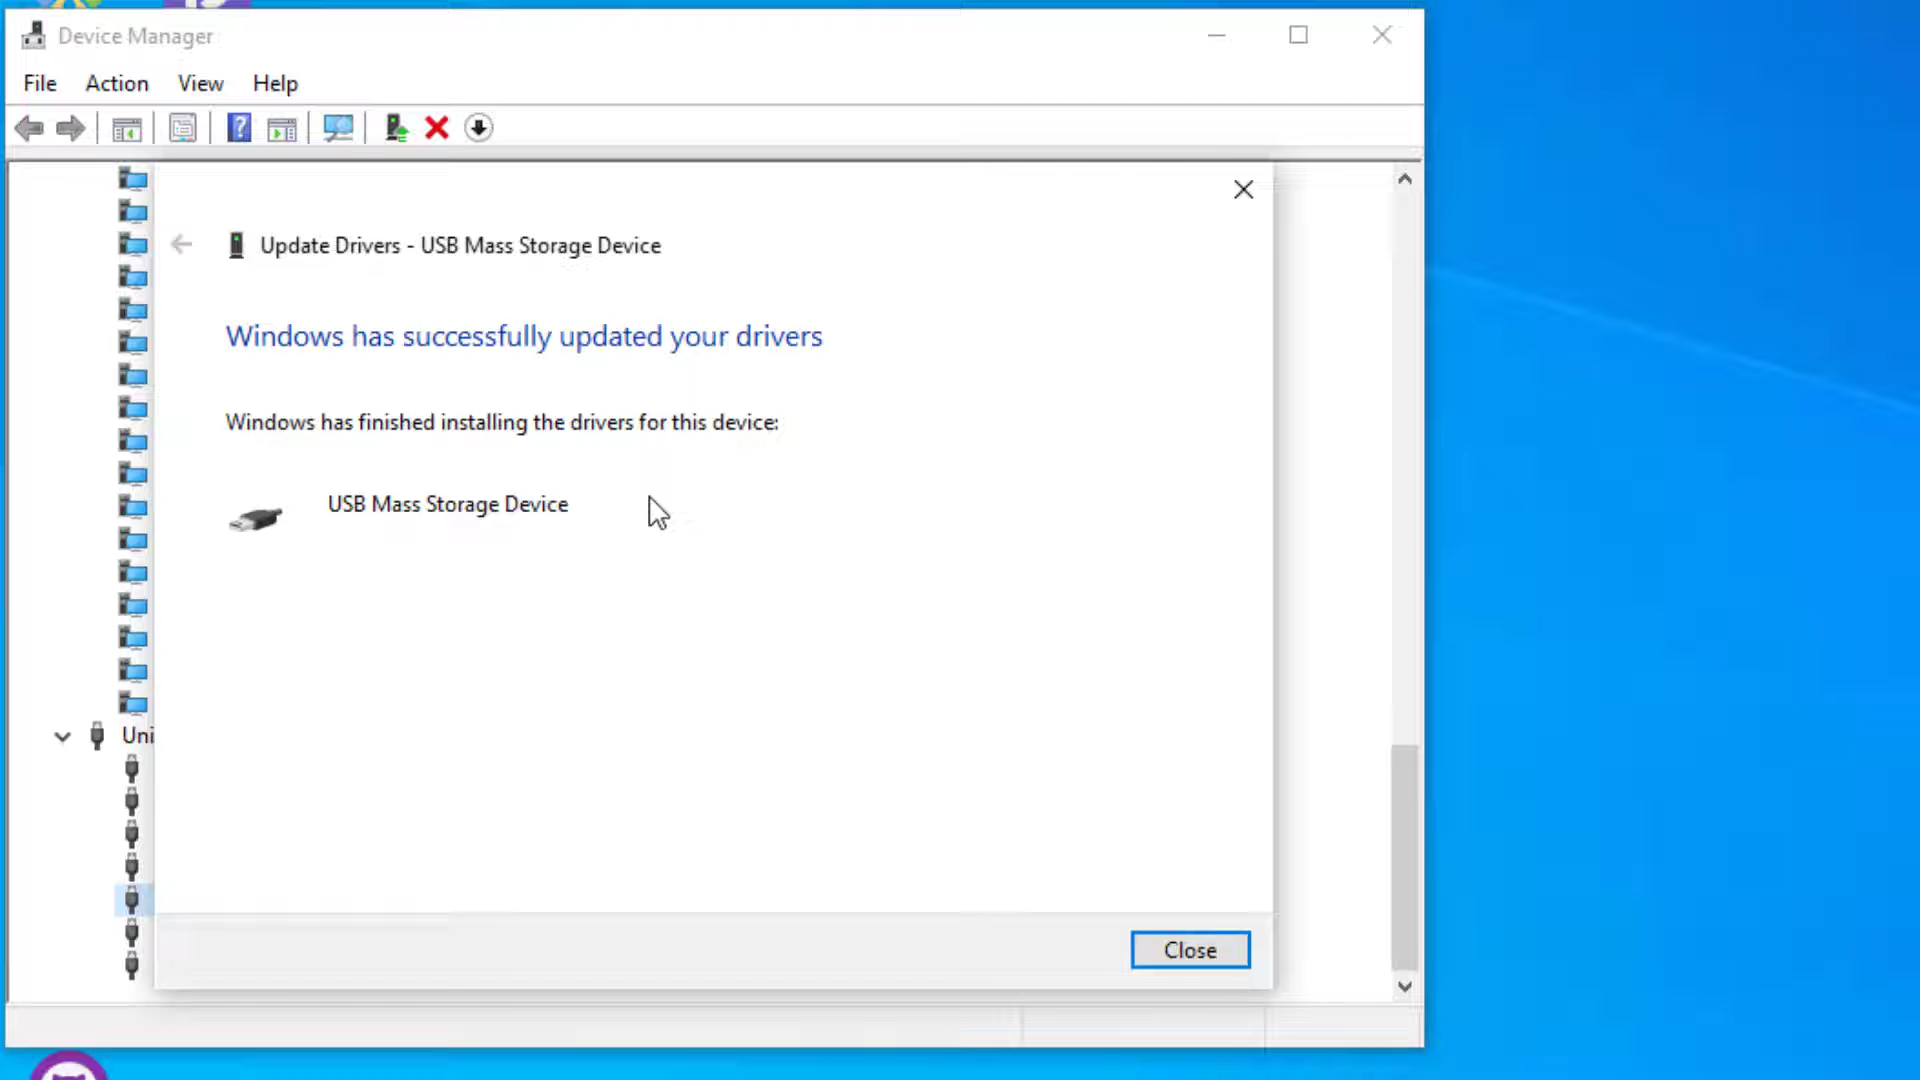 Device Manager
File Action View Help
Update Drivers - USB Mass Storage Device
Windows has successfully updated your drivers
Windows has finished installing the drivers for this device:
USB Mass Storage Device
Uni
Close